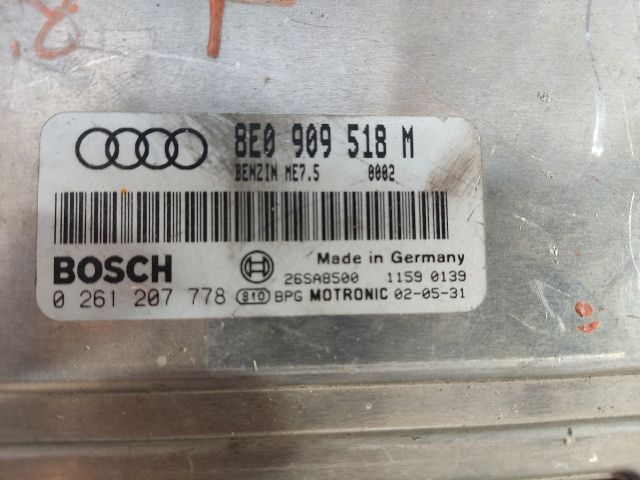 8E0 909 518 M
BENZIN ME7.5 0002
BOSCH Made in Germany
26SA8500 1159 0139
0 261 207 778 810 BPG MOTRONIC 02-05-31